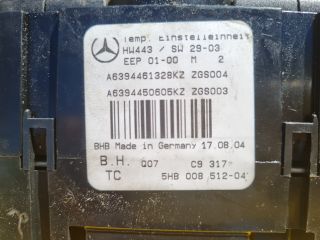 Temp. Einstelleinheit
HW443 / SW 29-03
EEP 01-00 M 2
A6394461328KZ ZGS004
A6394450605KZ ZGS003
BHB Made in Germany 17.08.04
B.H. Q07 C9 317
TC 5HB 008 512-04